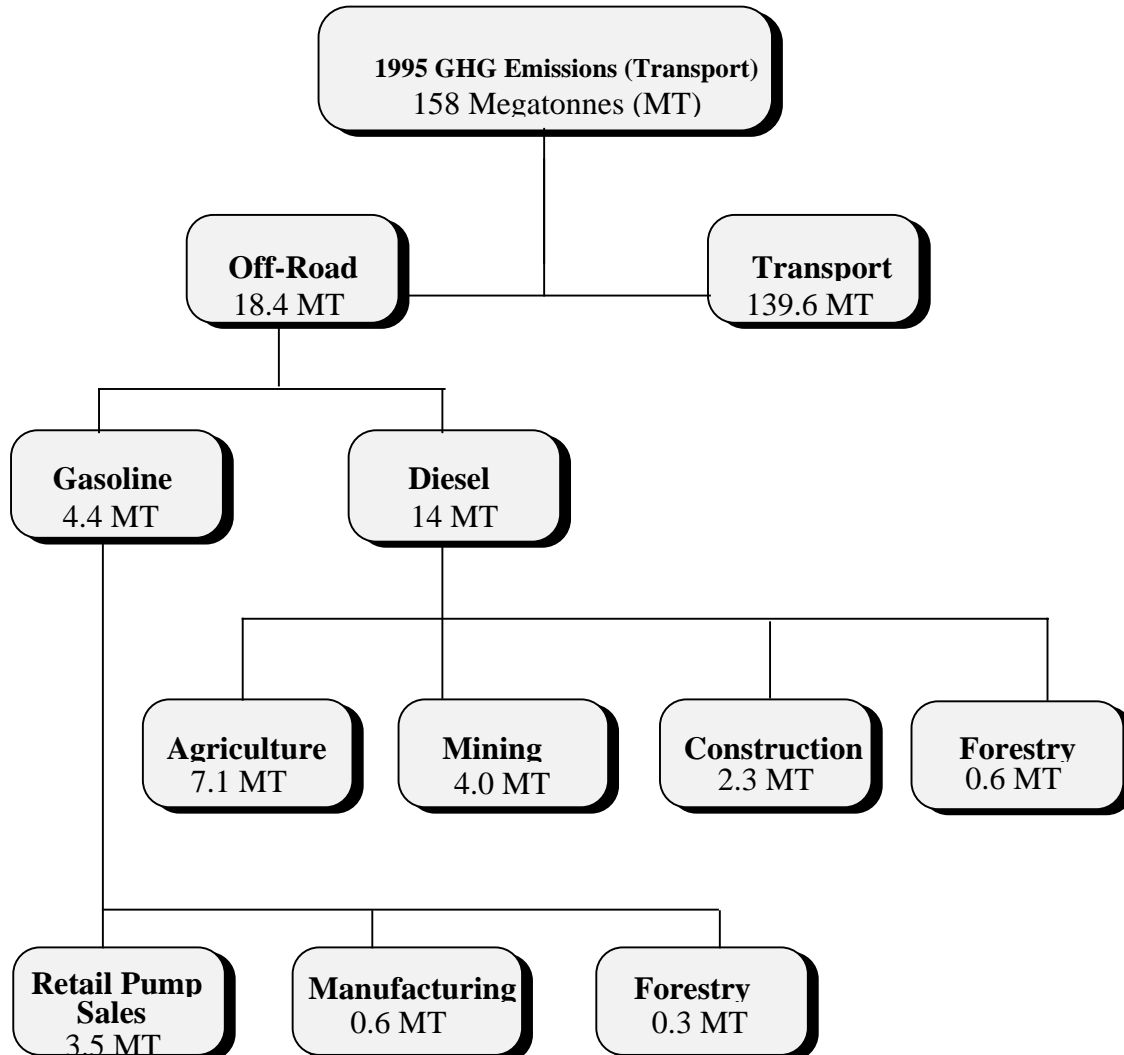 1995 GHG Emissions (Transport)
158 Megatonnes (MT)
Off-Road
18.4 MT
Transport
139.6 MT
Gasoline
4.4 MT
Diesel
14 MT
Agriculture
7.1 MT
Mining
4.0 MT
Construction
2.3 MT
Forestry
0.6 MT
Retail Pump
Sales
3.5 MT
Manufacturing
0.6 MT
Forestry
0.3 MT